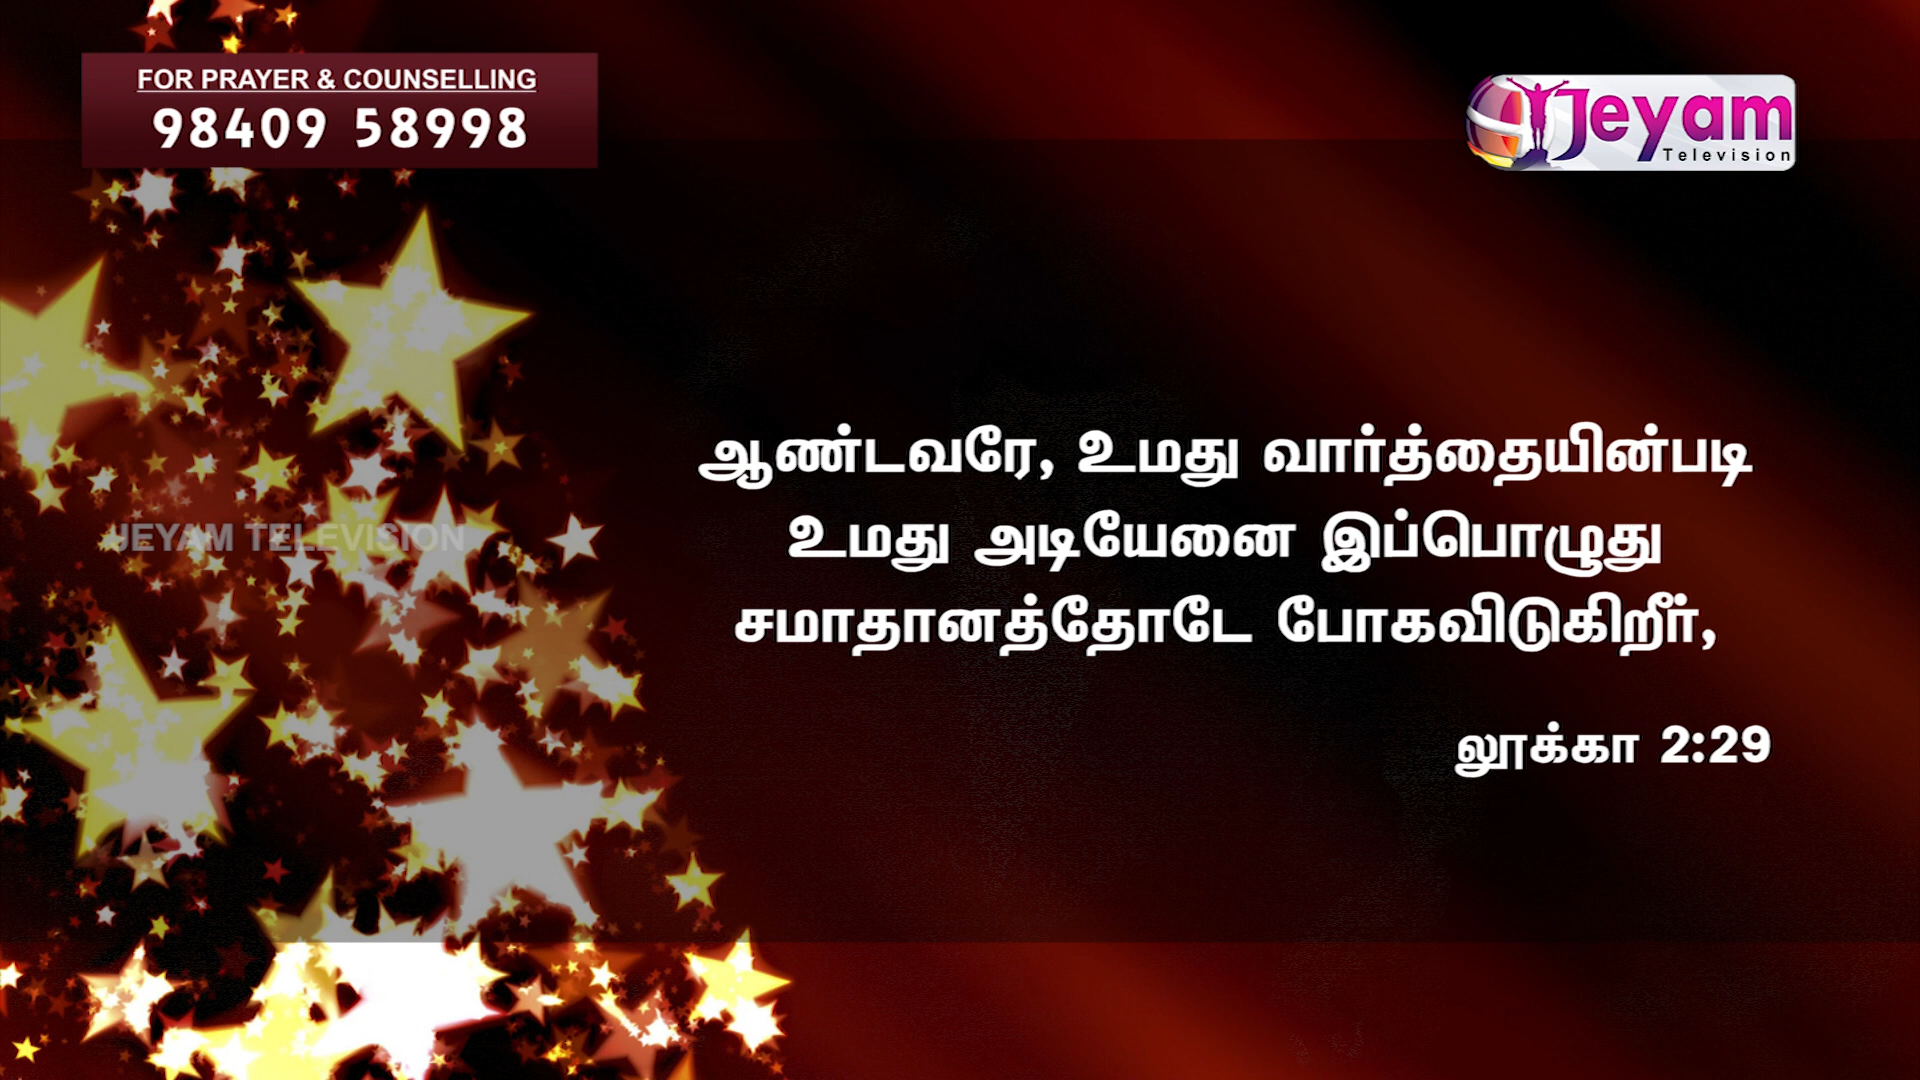 FOR PRAYER & COUNSELLING
98409 58998
Jeyam
Television
ஆண்டவரே, உமது வார்த்தையின்படி
உமது அடியேனை இப்பொழுது
சமாதானத்தோடே போகவிடுகிறீர்,
லூக்கா 2:29
JEYAM TELEVISION